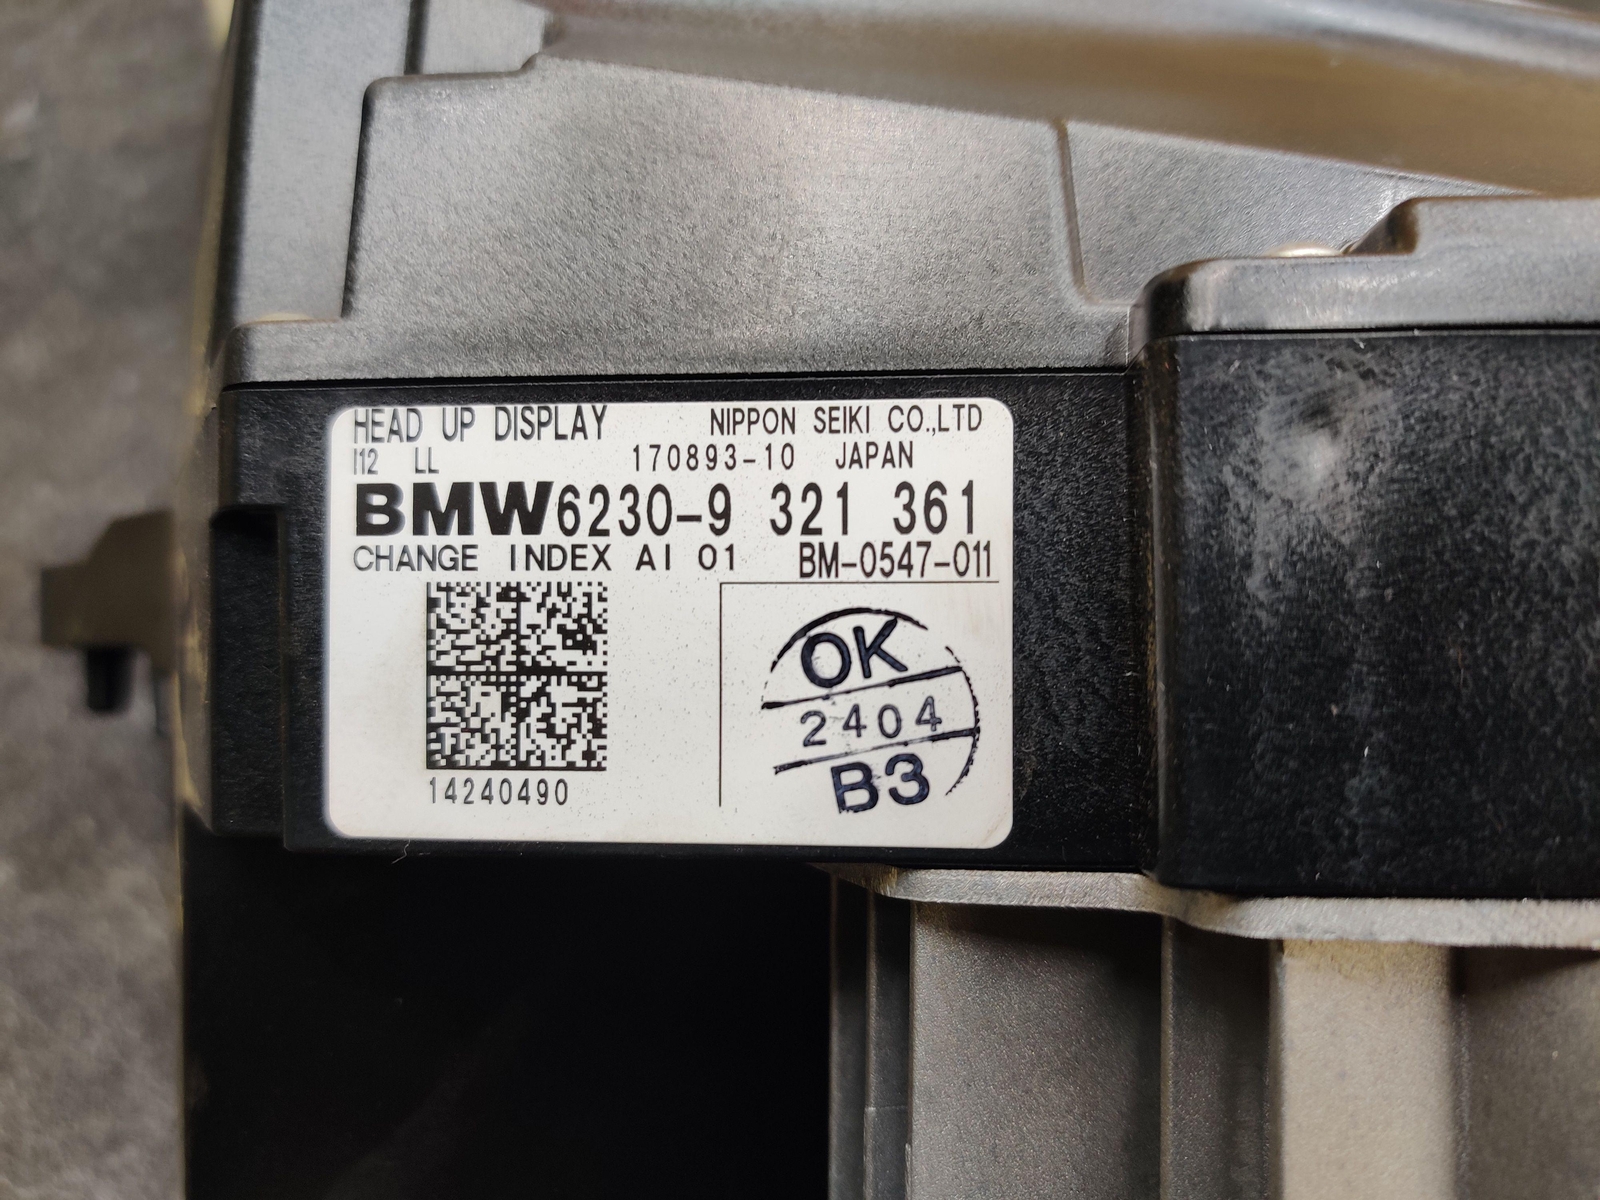 HEAD UP DISPLAY NIPPON SEIKI CO.,LTD
I12 LL 170893-10 JAPAN
BMW6230-9 321 361
CHANGE INDEX AI 01 BM-0547-011
14240490
OK
2404
B3